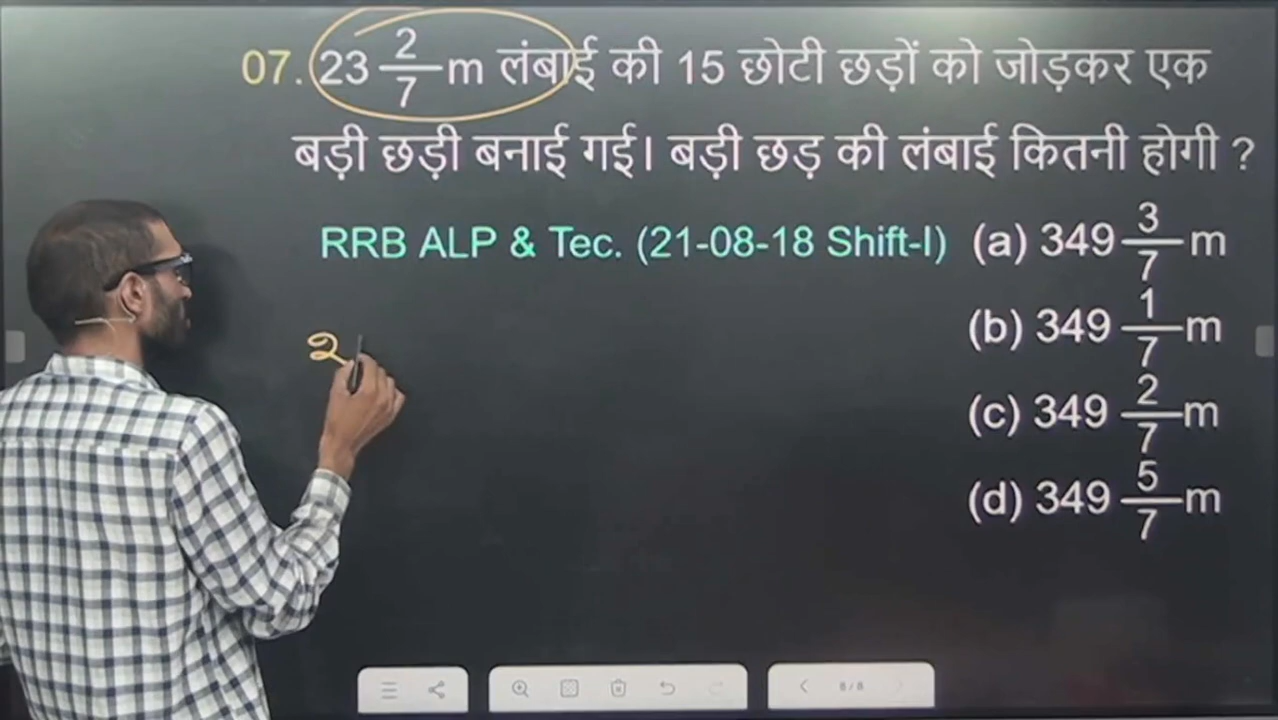 07. 23 2/7 m लंबाई की 15 छोटी छड़ों को जोड़कर एक
बड़ी छड़ी बनाई गई। बड़ी छड़ की लंबाई कितनी होगी ?
RRB ALP & Tec. (21-08-18 Shift-I)
(a) 349 3/7 m
(b) 349 1/7 m
(c) 349 2/7 m
(d) 349 5/7 m
2
8/8